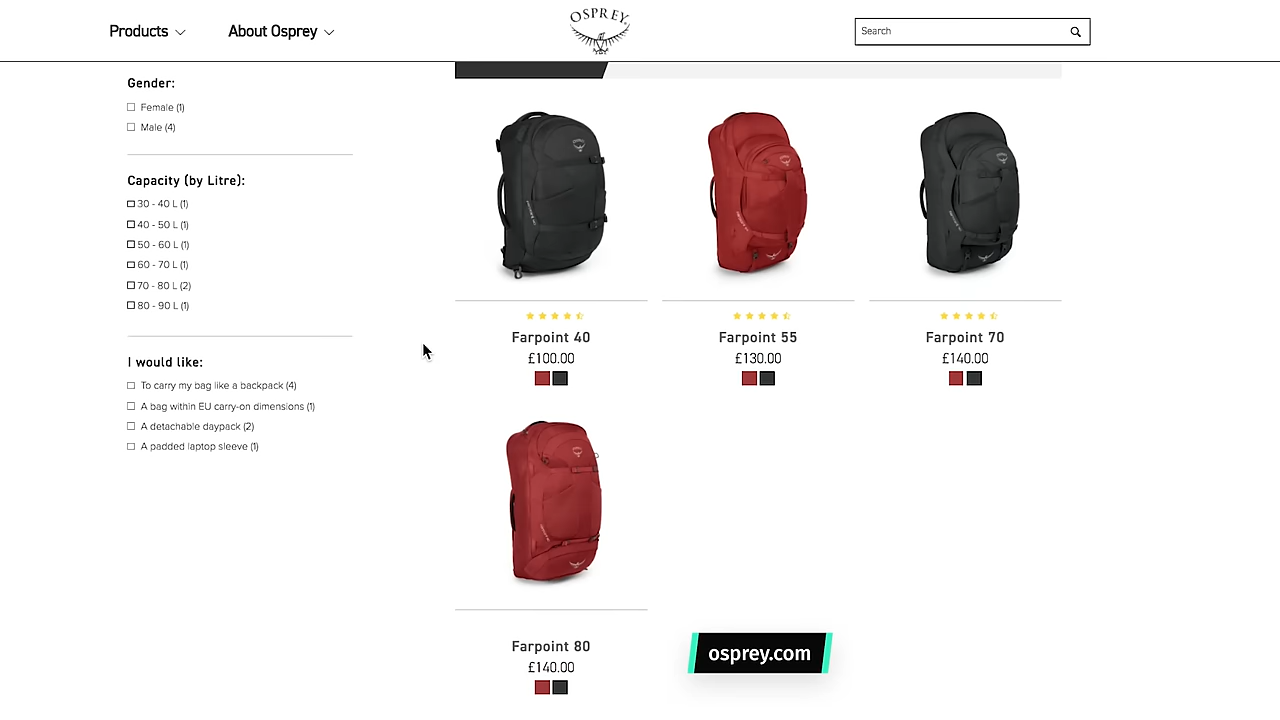 Products
About Osprey
OSPREY
Search
Gender:
Female (1)
Male (4)
Capacity (by Litre):
30 - 40 L (1)
40 - 50 L (1)
50 - 60 L (1)
60 - 70 L (1)
70 - 80 L (2)
80 - 90 L (1)
I would like:
To carry my bag like a backpack (4)
A bag within EU carry-on dimensions (1)
A detachable daypack (2)
A padded laptop sleeve (1)
Farpoint 40
£100.00
Farpoint 55
£130.00
Farpoint 70
£140.00
Farpoint 80
£140.00
osprey.com